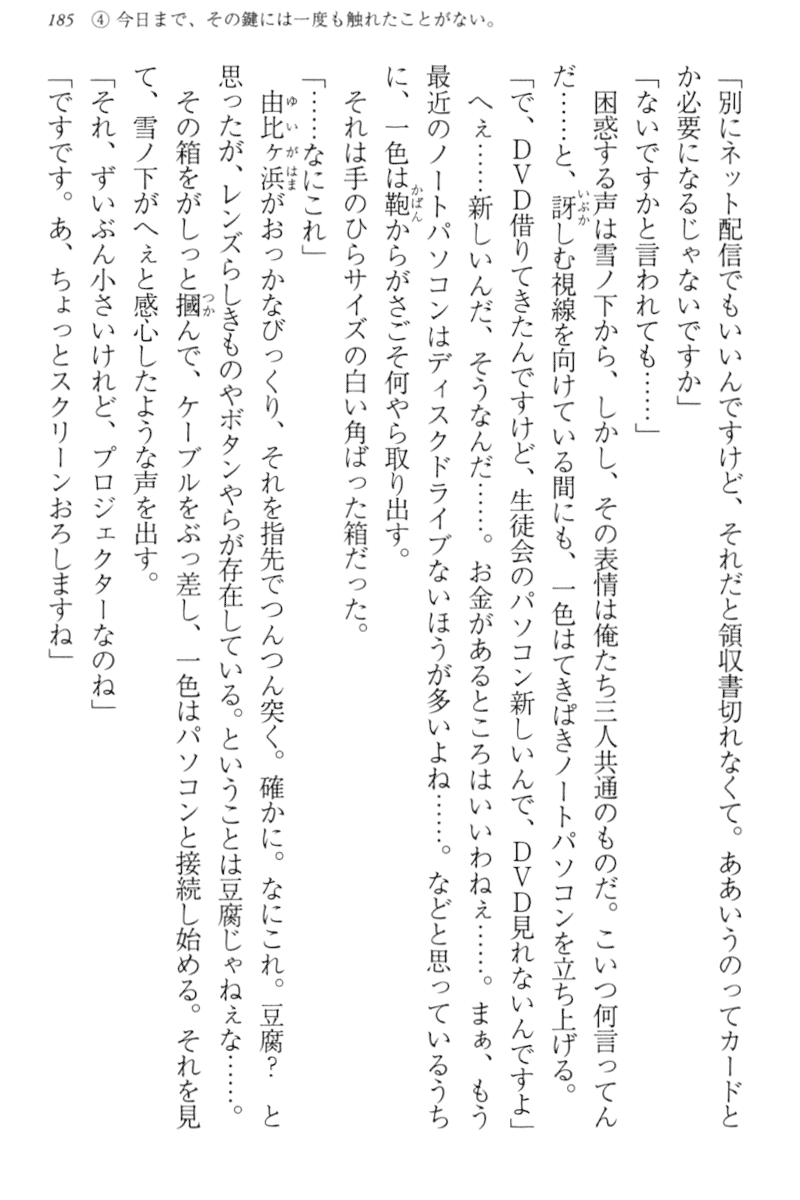 185 ④ 今日まで、その鍵には一度も触れたことがない。
「別にネット配信でもいいんですけど、それだと領収書切れなくて。ああいうのってカードと
か必要になるじゃないですか」
「ないですかと言われても……」
　困惑する声は雪ノ下から、しかし、その表情は俺たち三人共通のものだ。こいつ何言ってん
だ……と、訝しむ視線を向けている間にも、一色はてきぱきノートパソコンを立ち上げる。
「で、DVD借りてきたんですけど、生徒会のパソコン新しいんで、DVD見れないんですよ」
　へぇ……新しいんだ、そうなんだ……。お金があるところはいいわねぇ……。まぁ、もう
最近のノートパソコンはディスクドライブないほうが多いよね……。などと思っているうち
に、一色は鞄からがさごそ何やら取り出す。
　それは手のひらサイズの白い角ばった箱だった。
「……なにこれ」
　由比ヶ浜がおっかなびっくり、それを指先でつんつん突く。確かに。なにこれ。豆腐？　と
思ったが、レンズらしきものやボタンやらが存在している。ということは豆腐じゃねぇな……。
　その箱をがしっと摑んで、ケーブルをぶっ差し、一色はパソコンと接続し始める。それを見
て、雪ノ下がへぇと感心したような声を出す。
「それ、ずいぶん小さいけれど、プロジェクターなのね」
「ですです。あ、ちょっとスクリーンおろしますね」